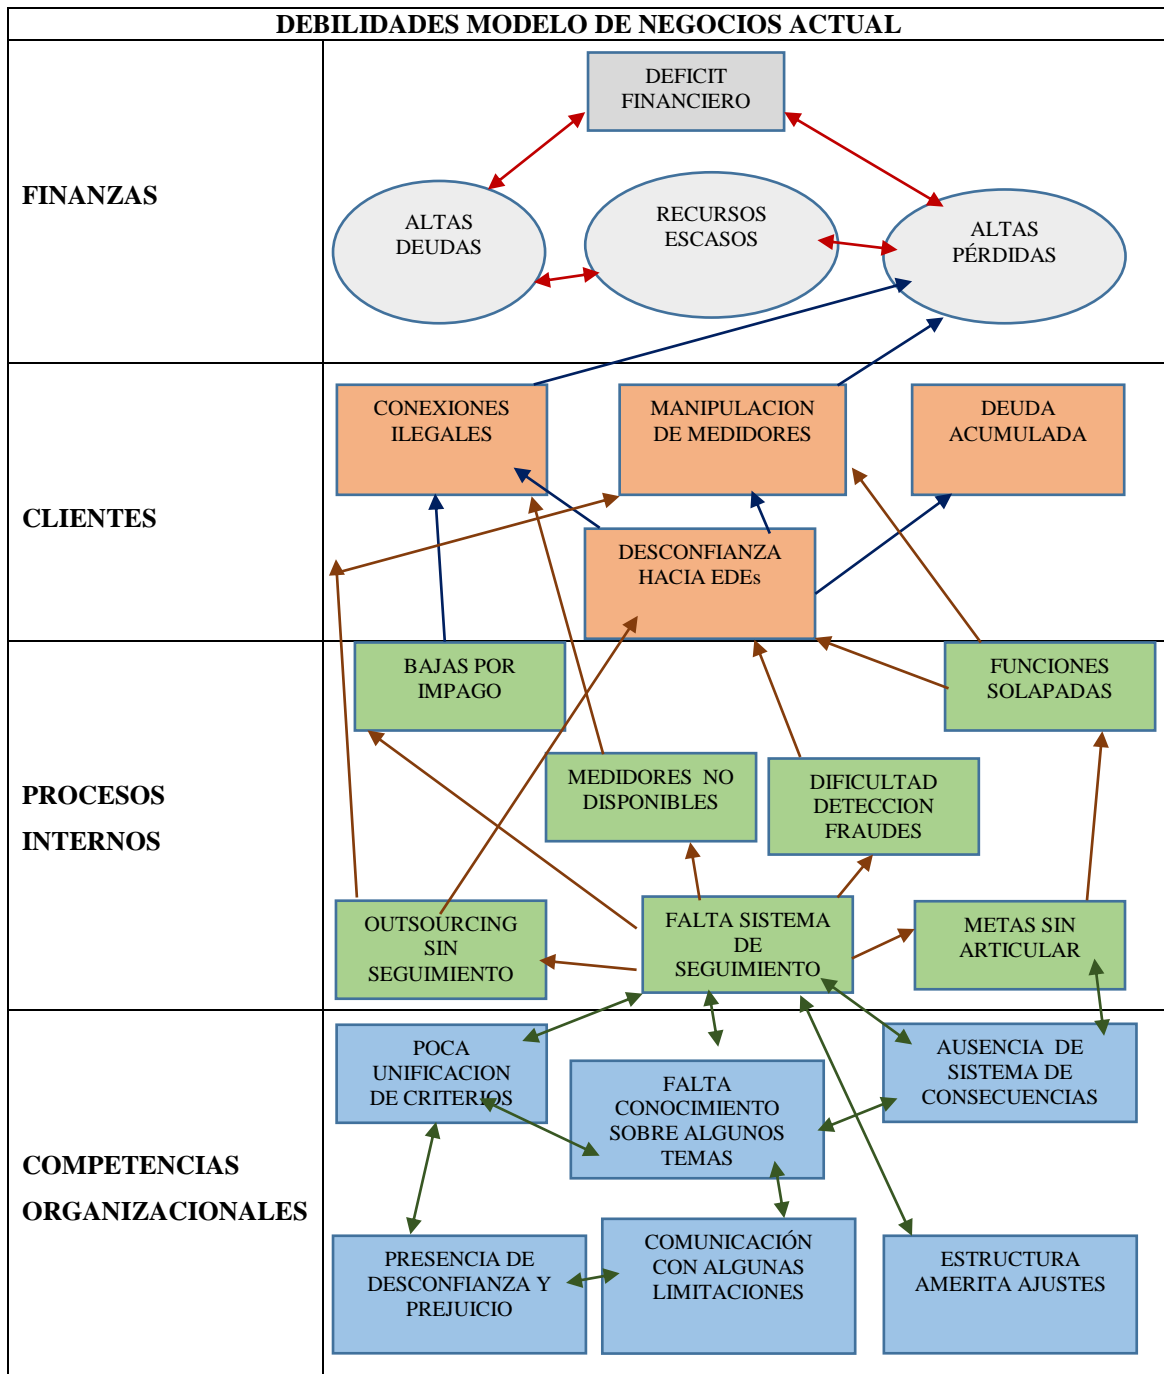 DEBILIDADES MODELO DE NEGOCIOS ACTUAL
FINANZAS
DEFICIT
FINANCIERO
ALTAS
DEUDAS
RECURSOS
ESCASOS
ALTAS
PÉRDIDAS
CLIENTES
CONEXIONES
ILEGALES
MANIPULACION
DE MEDIDORES
DEUDA
ACUMULADA
DESCONFIANZA
HACIA EDEs
PROCESOS
INTERNOS
BAJAS POR
IMPAGO
FUNCIONES
SOLAPADAS
MEDIDORES NO
DISPONIBLES
DIFICULTAD
DETECCION
FRAUDES
OUTSOURCING
SIN
SEGUIMIENTO
FALTA SISTEMA
DE
SEGUIMIENTO
METAS SIN
ARTICULAR
COMPETENCIAS
ORGANIZACIONALES
POCA
UNIFICACION
DE CRITERIOS
FALTA
CONOCIMIENTO
SOBRE ALGUNOS
TEMAS
AUSENCIA DE
SISTEMA DE
CONSECUENCIAS
PRESENCIA DE
DESCONFIANZA Y
PREJUICIO
COMUNICACIÓN
CON ALGUNAS
LIMITACIONES
ESTRUCTURA
AMERITA AJUSTES